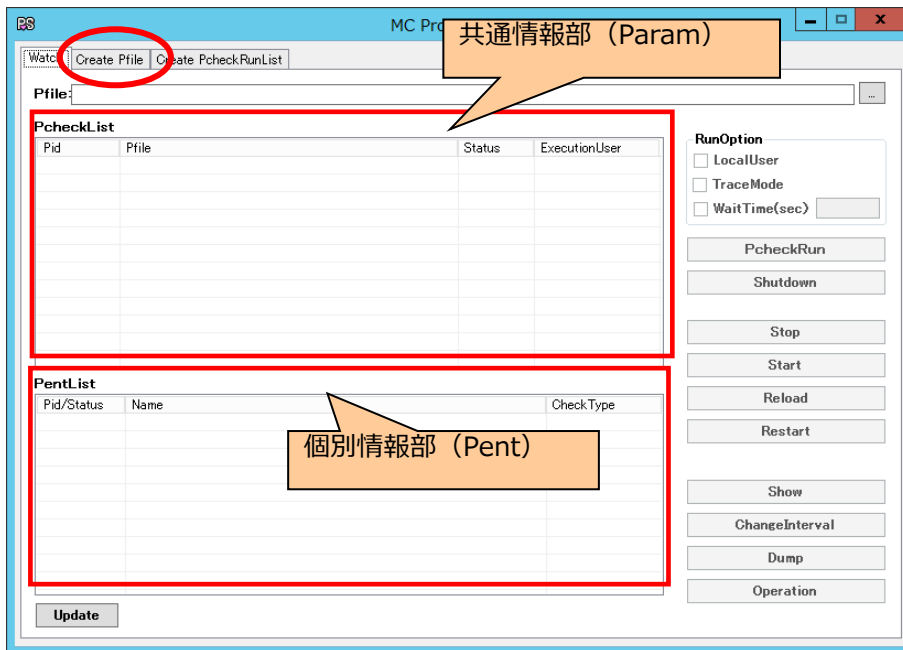 PS
MC Pro
共通情報部（Param）
Watch Create Pfile Create PcheckRunList
Pfile: ...
PcheckList
Pid Pfile Status ExecutionUser
RunOption
LocalUser
TraceMode
WaitTime(sec)
PcheckRun
Shutdown
Stop
Start
Reload
Restart
Show
ChangeInterval
Dump
Operation
PentList
Pid/Status Name CheckType
個別情報部（Pent）
Update